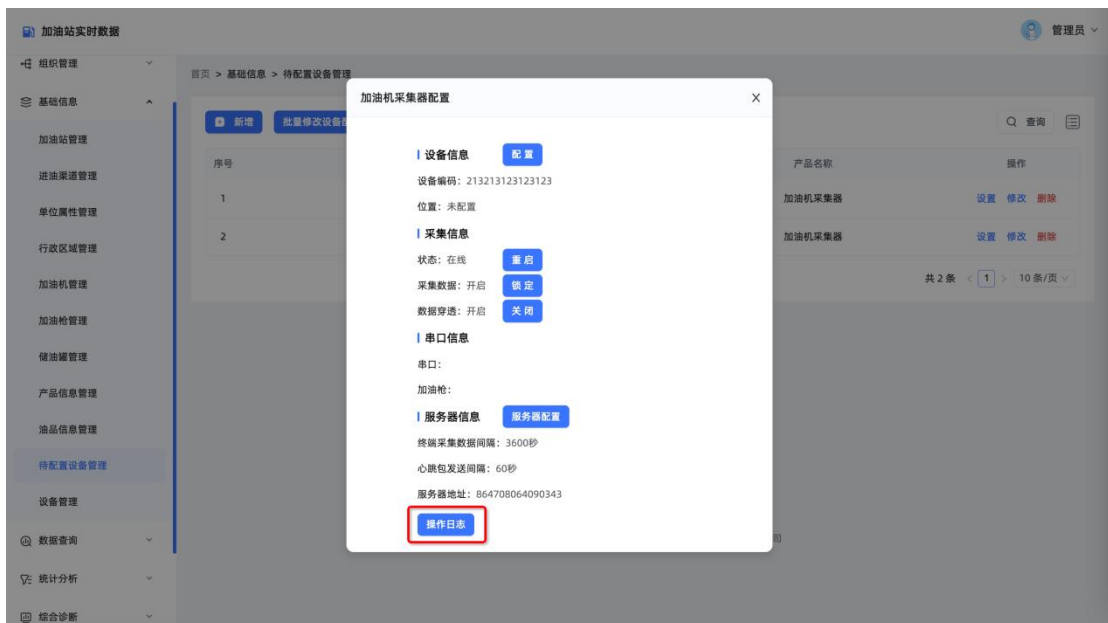 加油站实时数据
管理员
组织管理
基础信息
加油站管理
进油渠道管理
单位属性管理
行政区域管理
加油机管理
加油枪管理
储油罐管理
产品信息管理
油品信息管理
待配置设备管理
设备管理
数据查询
统计分析
综合诊断
首页 > 基础信息 > 待配置设备管理
新增 批量修改设备 查询
序号 产品名称 操作
1 加油机采集器 设置 修改 删除
2 加油机采集器 设置 修改 删除
共 2 条 < 1 > 10 条/页
司
加油机采集器配置 X
设备信息 配置
设备编码：213213123123123
位置：未配置
采集信息
状态：在线 重启
采集数据：开启 锁定
数据穿透：开启 关闭
串口信息
串口：
加油枪：
服务器信息 服务器配置
终端采集数据间隔：3600秒
心跳包发送间隔：60秒
服务器地址：864708064090343
操作日志